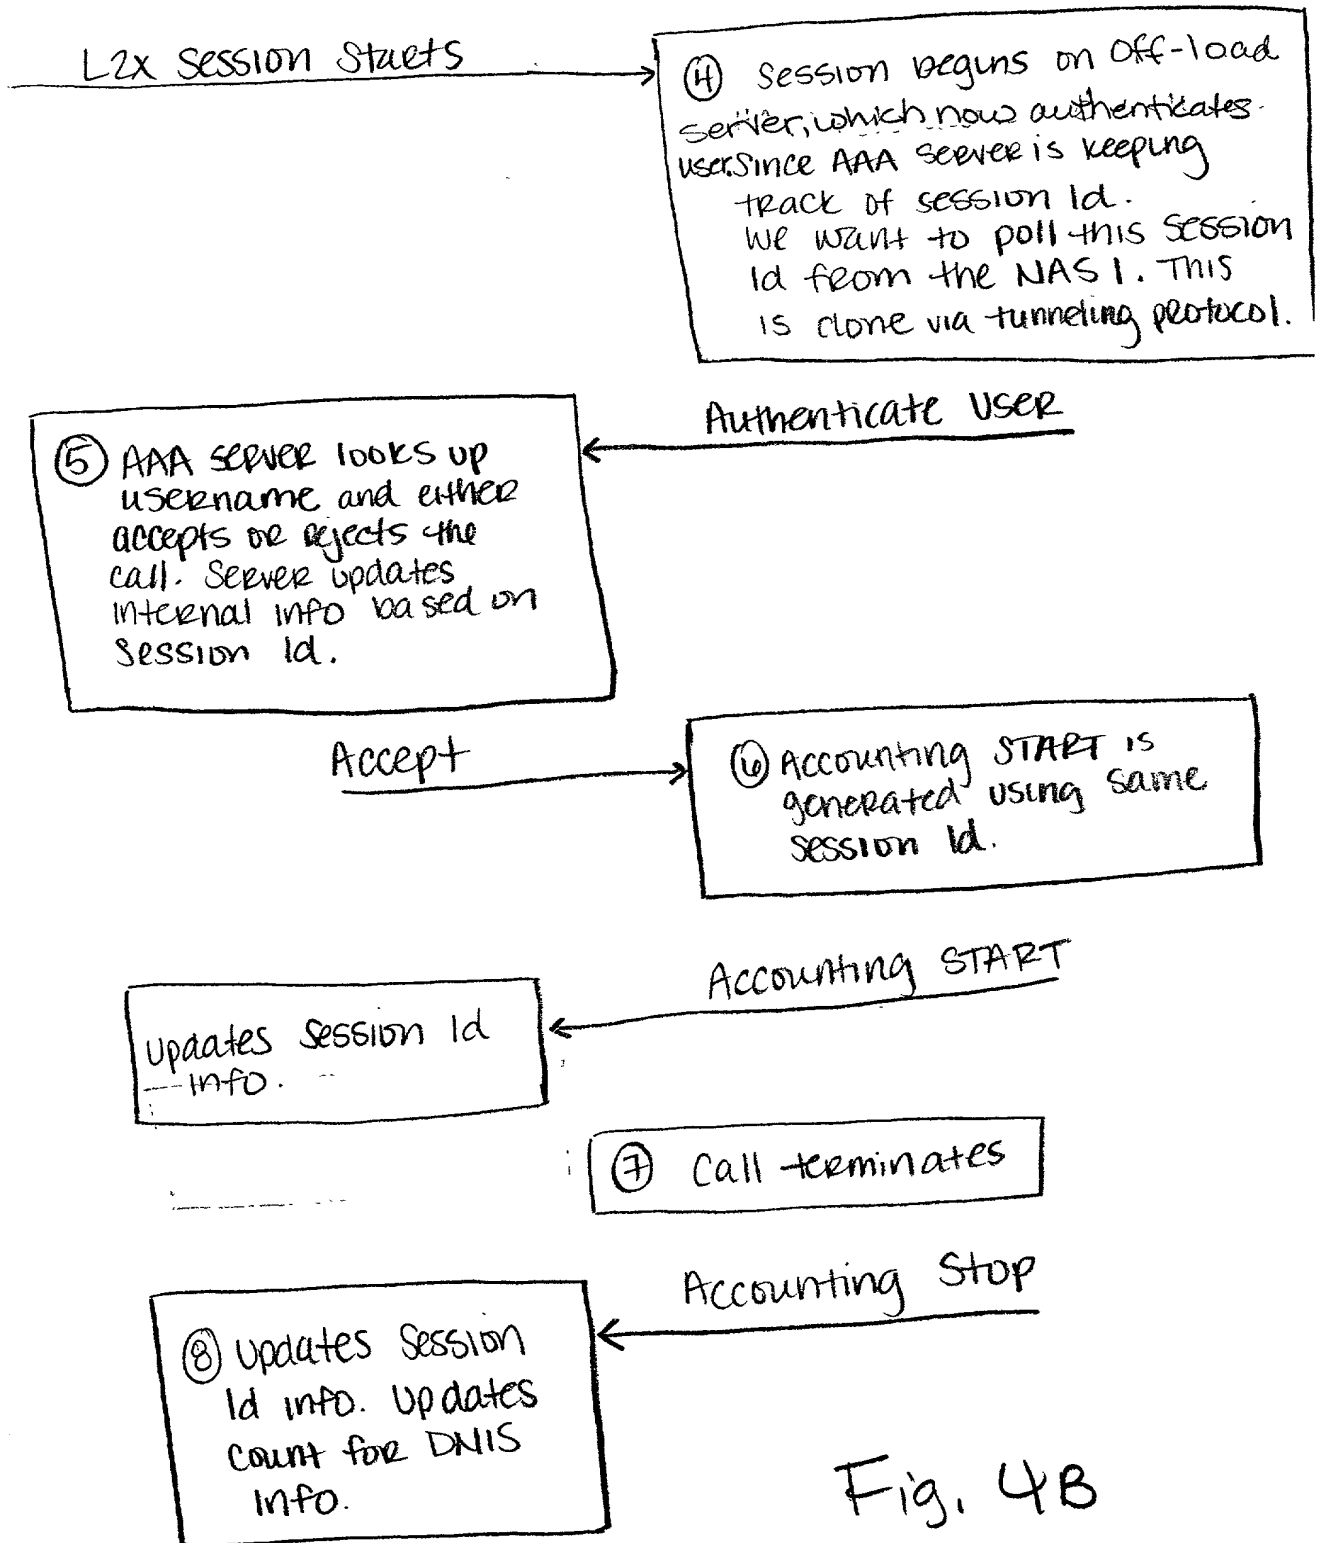 L2x Session Starts
④ Session begins on Off-load
server, which now authenticates
user. Since AAA Server is keeping
track of session Id.
We want to poll this session
Id from the NAS 1. This
is done via tunneling protocol.
Authenticate User
⑤ AAA server looks up
username and either
accepts or rejects the
call. Server updates
internal info based on
Session Id.
Accept
⑥ Accounting START is
generated using same
session Id.
Accounting START
updates Session Id
info.
⑦ Call terminates
Accounting Stop
⑧ updates Session
Id info. Updates
count for DNIS
Info.
Fig. 4B